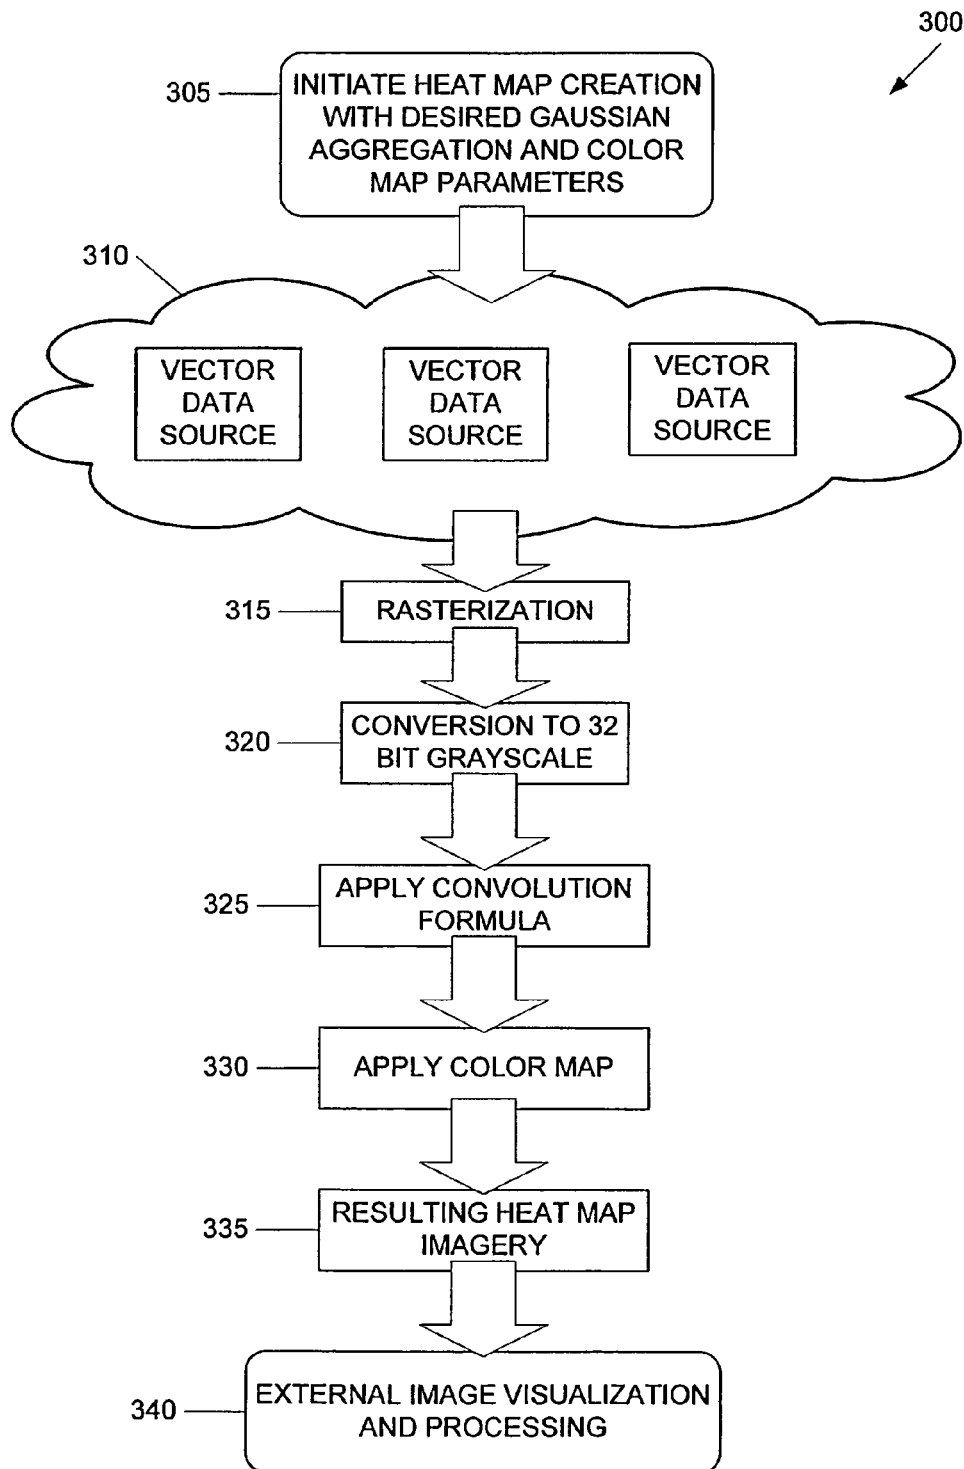 300
305
INITIATE HEAT MAP CREATION
WITH DESIRED GAUSSIAN
AGGREGATION AND COLOR
MAP PARAMETERS
310
VECTOR
DATA
SOURCE
VECTOR
DATA
SOURCE
VECTOR
DATA
SOURCE
315
RASTERIZATION
320
CONVERSION TO 32
BIT GRAYSCALE
325
APPLY CONVOLUTION
FORMULA
330
APPLY COLOR MAP
335
RESULTING HEAT MAP
IMAGERY
340
EXTERNAL IMAGE VISUALIZATION
AND PROCESSING